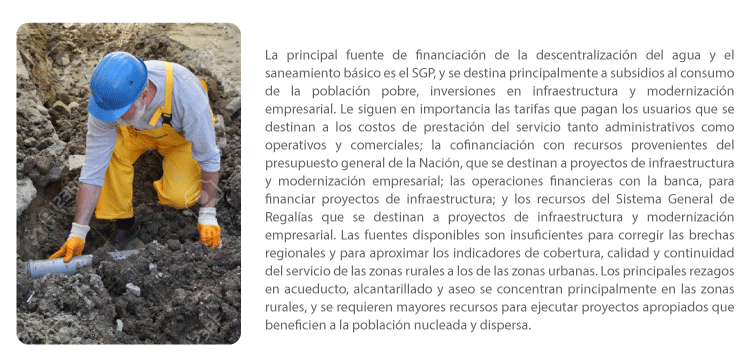 La principal fuente de financiación de la descentralización del agua y el
saneamiento básico es el SGP, y se destina principalmente a subsidios al consumo
de la población pobre, inversiones en infraestructura y modernización
empresarial. Le siguen en importancia las tarifas que pagan los usuarios que se
destinan a los costos de prestación del servicio tanto administrativos como
operativos y comerciales; la cofinanciación con recursos provenientes del
presupuesto general de la Nación, que se destinan a proyectos de infraestructura
y modernización empresarial; las operaciones financieras con la banca, para
financiar proyectos de infraestructura; y los recursos del Sistema General de
Regalías que se destinan a proyectos de infraestructura y modernización
empresarial. Las fuentes disponibles son insuficientes para corregir las brechas
regionales y para aproximar los indicadores de cobertura, calidad y continuidad
del servicio de las zonas rurales a los de las zonas urbanas. Los principales rezagos
en acueducto, alcantarillado y aseo se concentran principalmente en las zonas
rurales, y se requieren mayores recursos para ejecutar proyectos apropiados que
beneficien a la población nucleada y dispersa.